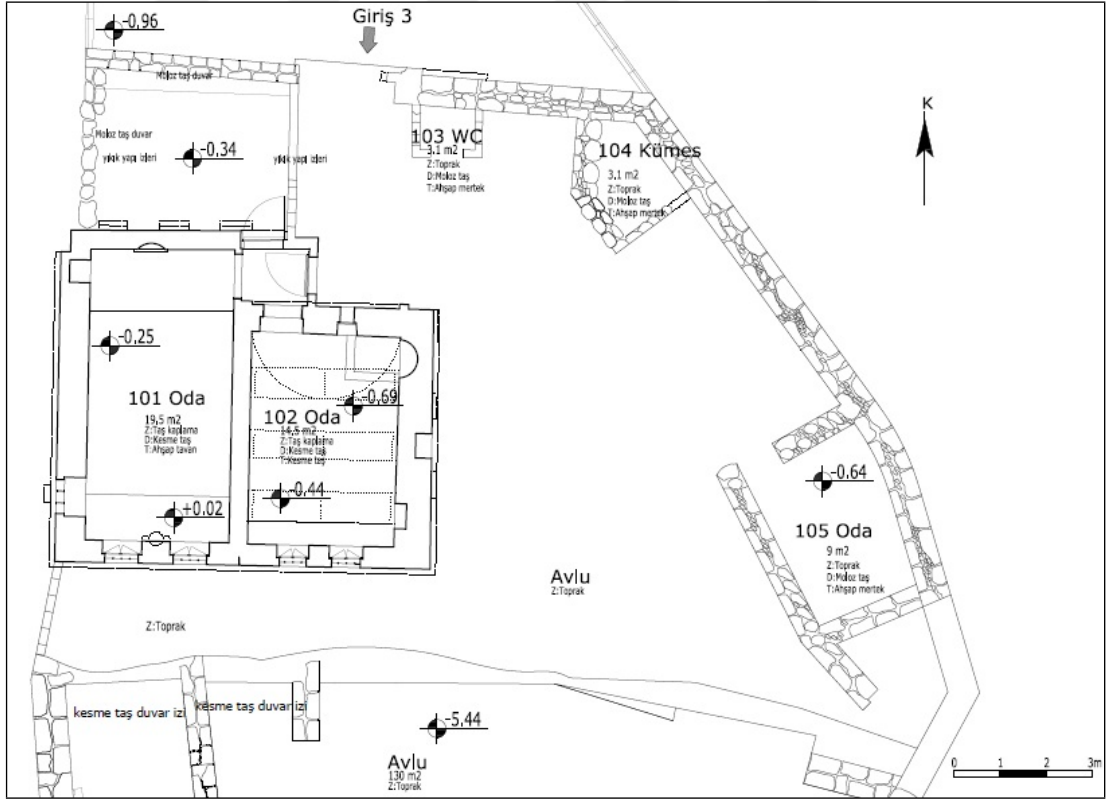 Giriş 3
-0,96
Moloz taş duvar
K
Moloz taş duvar
-0,34
yıkık yapı izleri
yıkık yapı izleri
103 WC
3,1 m2
Z:Toprak
D:Moloz taş
T:Ahşap mertek
104 Kümes
3,1 m2
Z:Toprak
D:Moloz taş
T:Ahşap mertek
-0,25
101 Oda
19,5 m2
Z:Taş kaplama
D:Kesme taş
T:Ahşap tavan
-0,69
102 Oda
14,5 m2
Z:Taş kaplama
D:Kesme taş
T:Kesme taş
-0,44
+0.02
-0,64
105 Oda
9 m2
Z:Toprak
D:Moloz taş
T:Ahşap mertek
Avlu
Z:Toprak
Z:Toprak
kesme taş duvar izi
kesme taş duvar izi
-5,44
Avlu
130 m2
Z:Toprak
0 1 2 3m